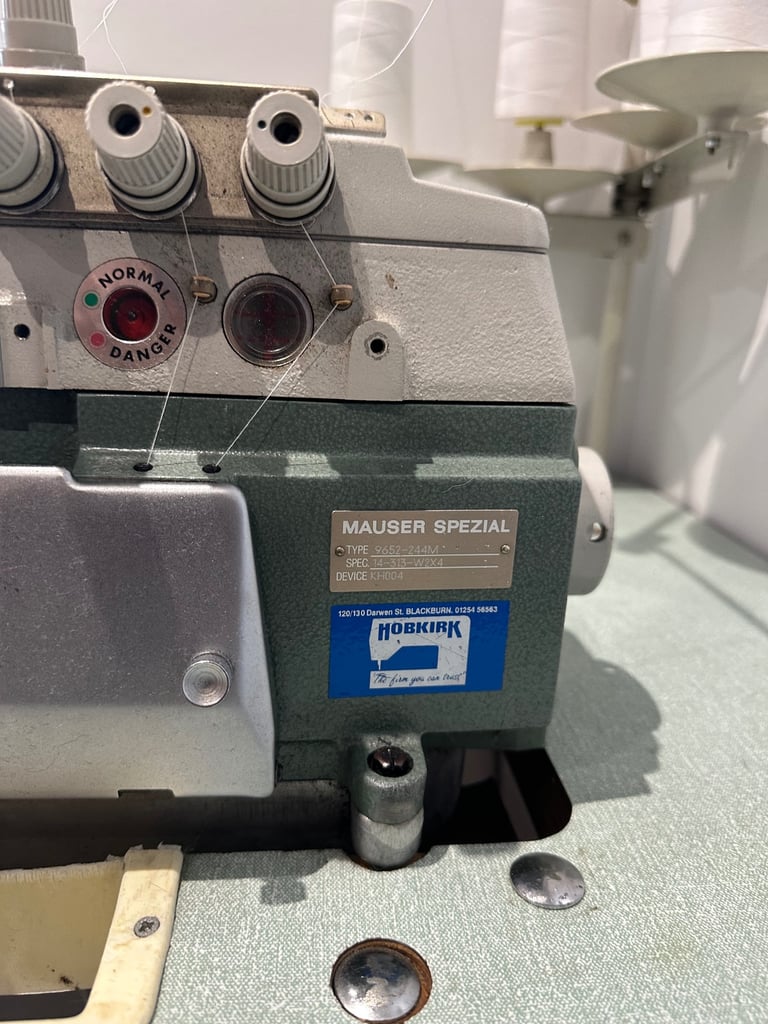 NORMAL
DANGER
MAUSER SPEZIAL
TYPE 9652-244M
SPEC. 14-313-W2X4
DEVICE KH004
120/130 Darwen St. BLACKBURN. 01254 56563
HOBKIRK
"The firm you can trust"